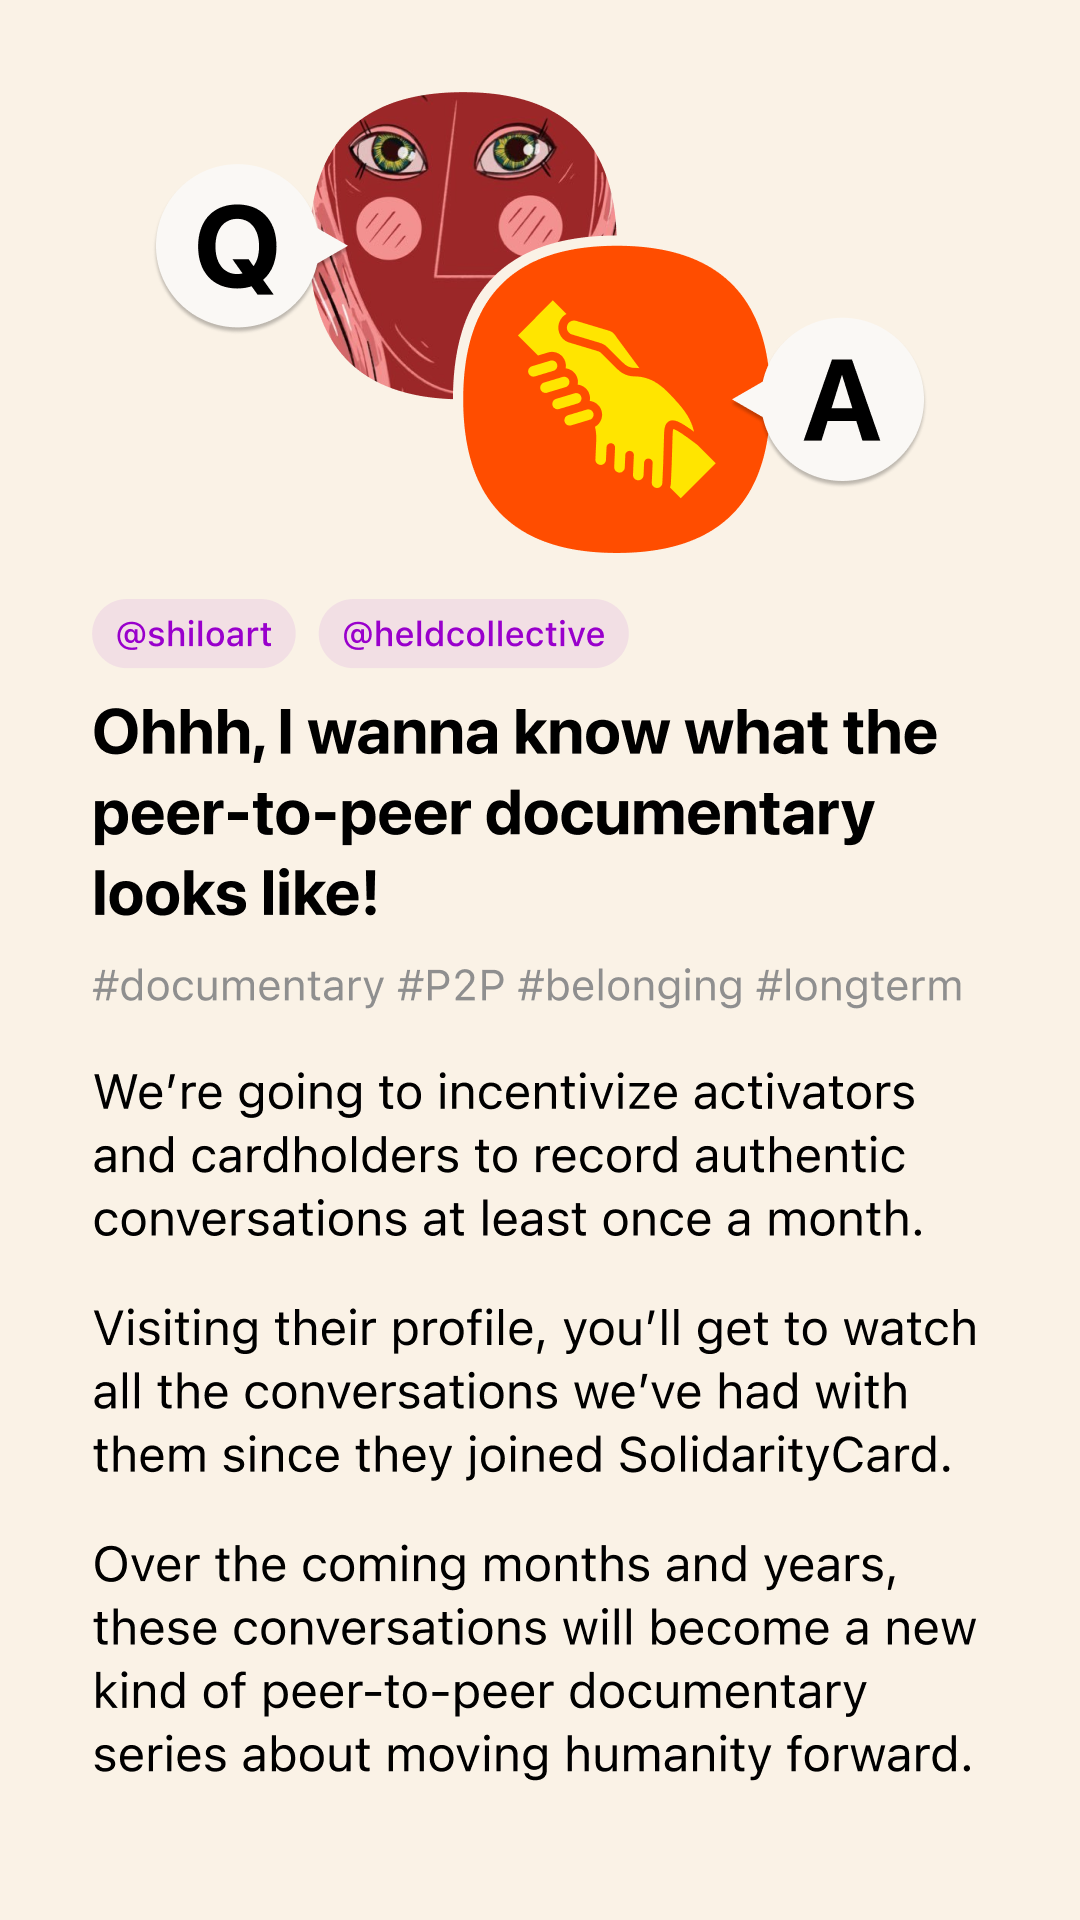 Q
A
@shiloart @heldcollective
Ohhh, I wanna know what the
peer-to-peer documentary
looks like!
#documentary #P2P #belonging #longterm
We’re going to incentivize activators
and cardholders to record authentic
conversations at least once a month.
Visiting their profile, you’ll get to watch
all the conversations we’ve had with
them since they joined SolidarityCard.
Over the coming months and years,
these conversations will become a new
kind of peer-to-peer documentary
series about moving humanity forward.